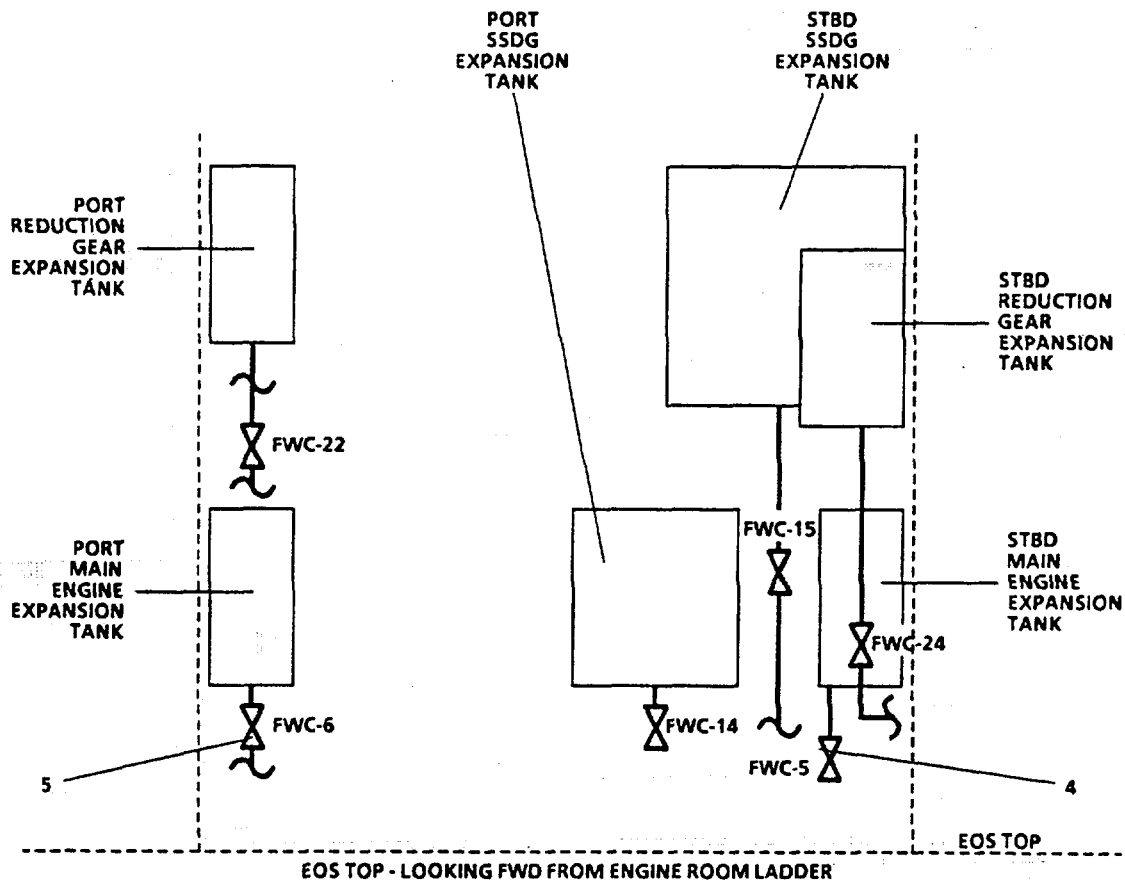 PORT
SSDG
EXPANSION
TANK
STBD
SSDG
EXPANSION
TANK
PORT
REDUCTION
GEAR
EXPANSION
TÁNK
STBD
REDUCTION
GEAR
EXPANSION
TANK
FWC-22
PORT
MAIN
ENGINE
EXPANSION
TANK
FWC-15
STBD
MAIN
ENGINE
EXPANSION
TANK
FWC-24
FWC-6
FWC-14
FWC-5
5
4
EOS TOP
EOS TOP - LOOKING FWD FROM ENGINE ROOM LADDER